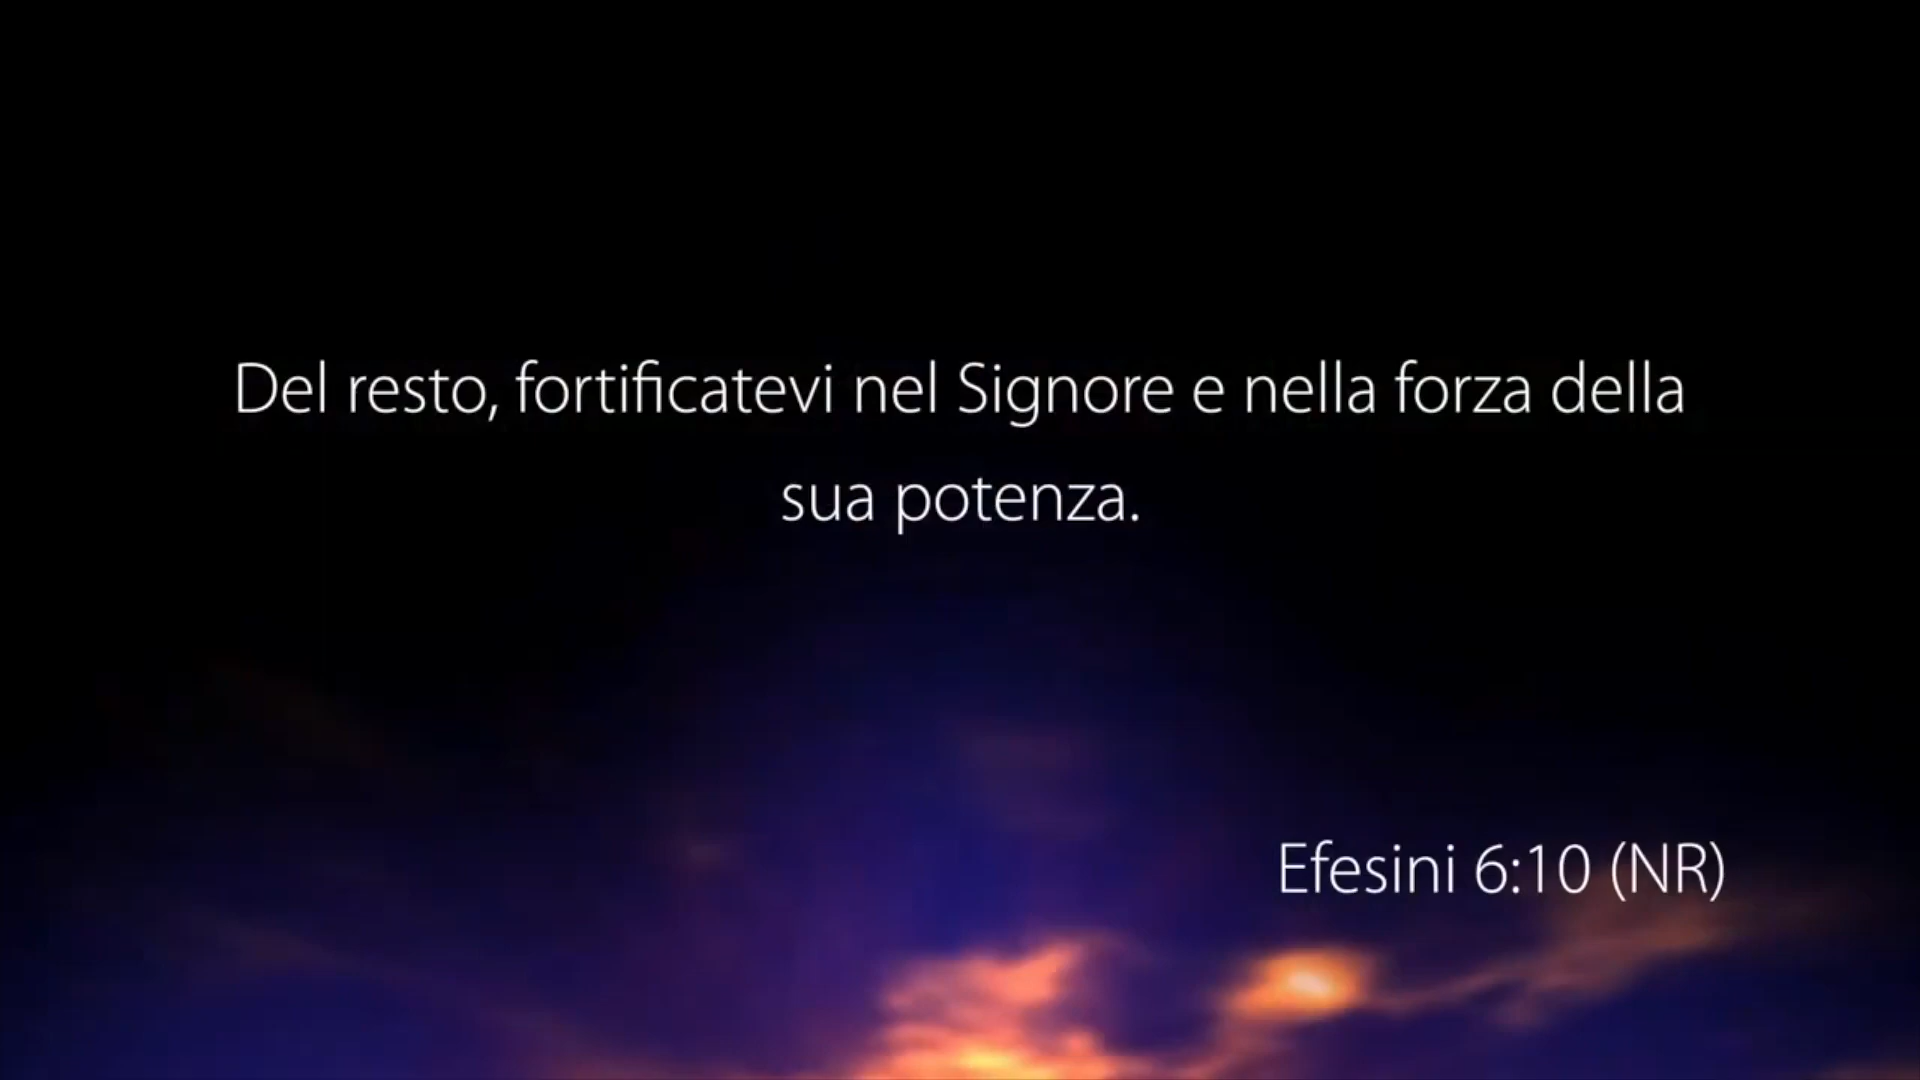 Del resto, fortificatevi nel Signore e nella forza della
sua potenza.
Efesini 6:10 (NR)